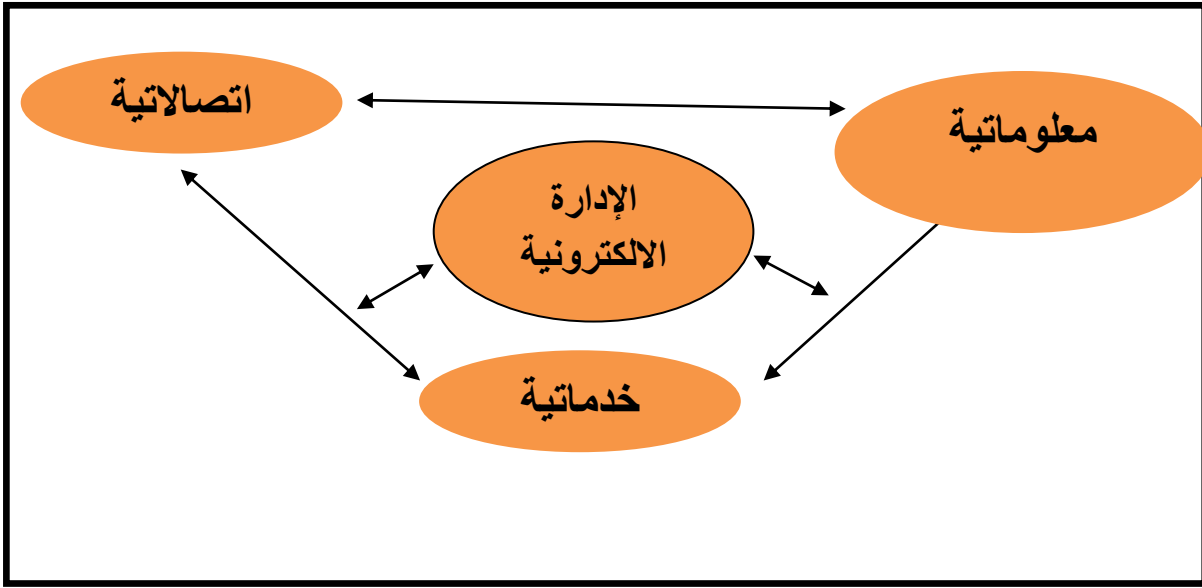 معلوماتية
اتصالاتية
الإدارة
الالكترونية
خدماتية